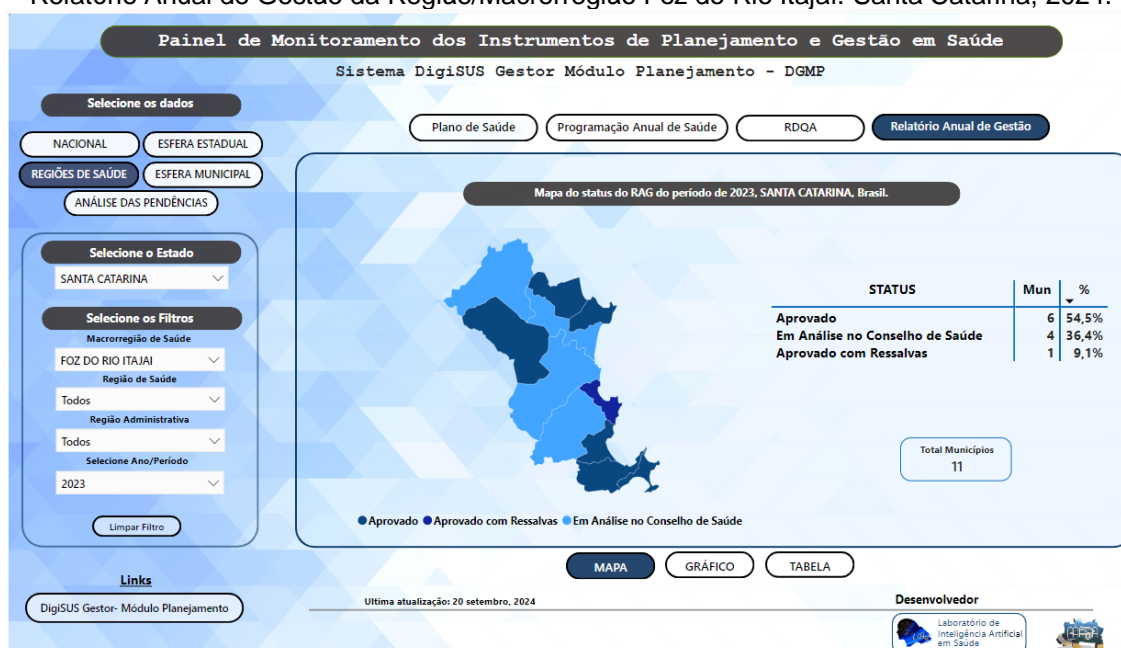 Relatório Anual de Gestus da Região/Macrorregião Foz do Rio Itajaí. Santa Catarina, 2024.
Painel de Monitoramento dos Instrumentos de Planejamento e Gestão em Saúde
Sistema DigiSUS Gestor Módulo Planejamento - DGMP
Selecione os dados
NACIONAL
ESFERA ESTADUAL
REGIÕES DE SAÚDE
ESFERA MUNICIPAL
ANÁLISE DAS PENDÊNCIAS
Plano de Saúde
Programação Anual de Saúde
RDQA
Relatório Anual de Gestão
Selecione o Estado
SANTA CATARINA
Selecione os Filtros
Macrorregião de Saúde
FOZ DO RIO ITAJAI
Região de Saúde
Todos
Região Administrativa
Todos
Selecione Ano/Período
2023
Limpar Filtro
Links
DigiSUS Gestor- Módulo Planejamento
Mapa do status do RAG do período de 2023, SANTA CATARINA, Brasil.
STATUS Mun %
Aprovado 6 54,5%
Em Análise no Conselho de Saúde 4 36,4%
Aprovado com Ressalvas 1 9,1%
Total Municípios
11
Aprovado Aprovado com Ressalvas Em Análise no Conselho de Saúde
MAPA
GRÁFICO
TABELA
Ultima atualização: 20 setembro, 2024
Desenvolvedor
Laboratório de
Inteligência Artificial
em Saúde